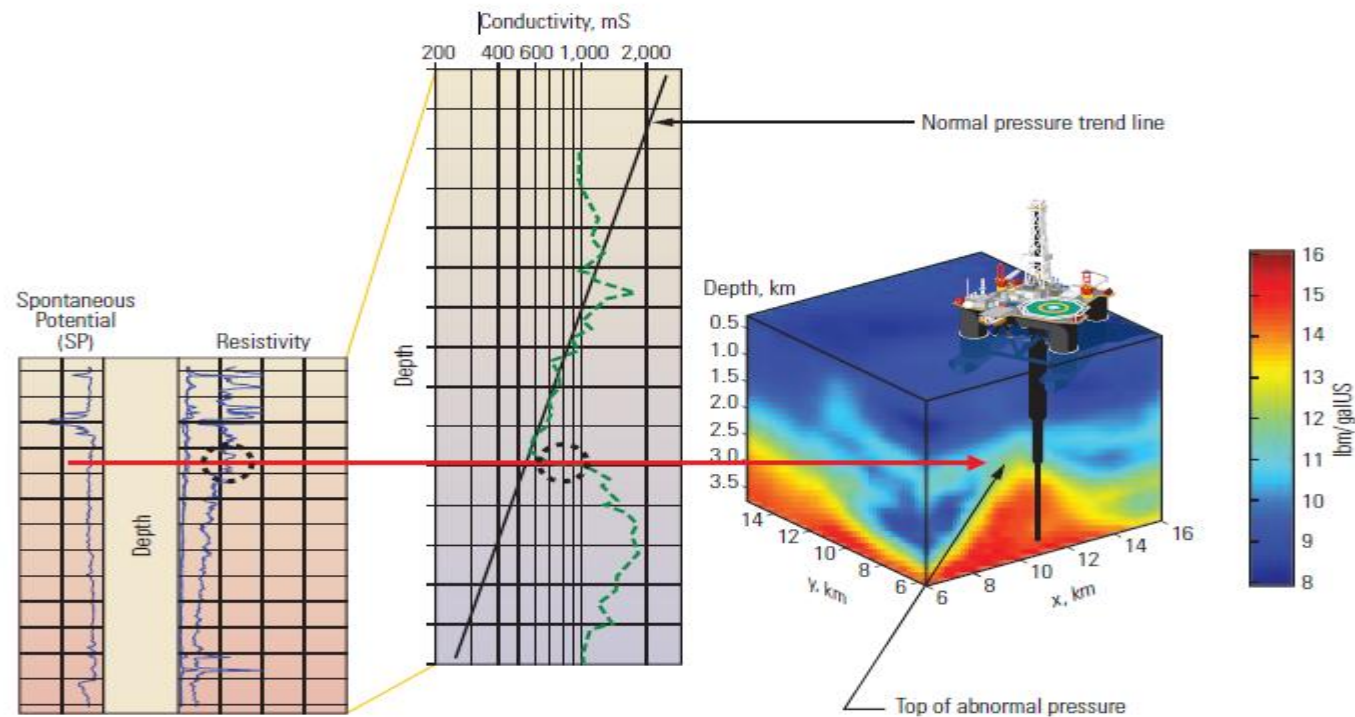 Conductivity, mS
200 400 600 1,000 2,000
Normal pressure trend line
Depth
Spontaneous
Potential
(SP)
Resistivity
Depth
Depth, km
0.5
1.0
1.5
2.0
2.5
3.0
3.5
14
12
10
8
6
y, km
6
8
10
12
14
16
x, km
16
15
14
13
12
11
10
9
8
lbm/galUS
Top of abnormal pressure